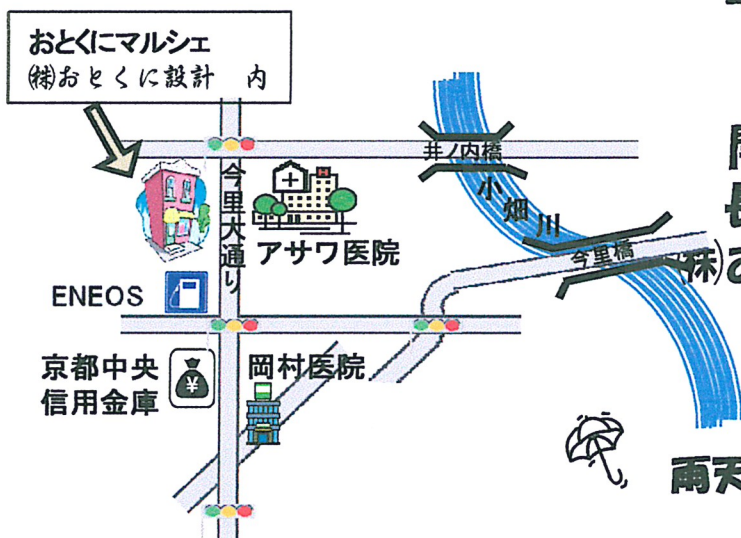 おとくにマルシェ
㈱おとくに設計 内
井ノ内橋
小畑川
今里大通り
アサワ医院
今里橋
㈱
ENEOS
京都中央
信用金庫
¥
岡村医院
雨天